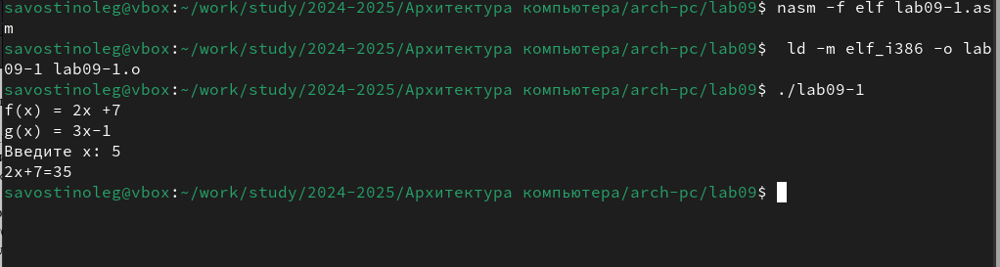 savostinoleg@vbox:~/work/study/2024-2025/Архитектура компьютера/arch-pc/lab09$ nasm -f elf lab09-1.as
m
savostinoleg@vbox:~/work/study/2024-2025/Архитектура компьютера/arch-pc/lab09$  ld -m elf_i386 -o lab
09-1 lab09-1.o
savostinoleg@vbox:~/work/study/2024-2025/Архитектура компьютера/arch-pc/lab09$ ./lab09-1
f(x) = 2x +7
g(x) = 3x-1
Введите x: 5
2x+7=35
savostinoleg@vbox:~/work/study/2024-2025/Архитектура компьютера/arch-pc/lab09$